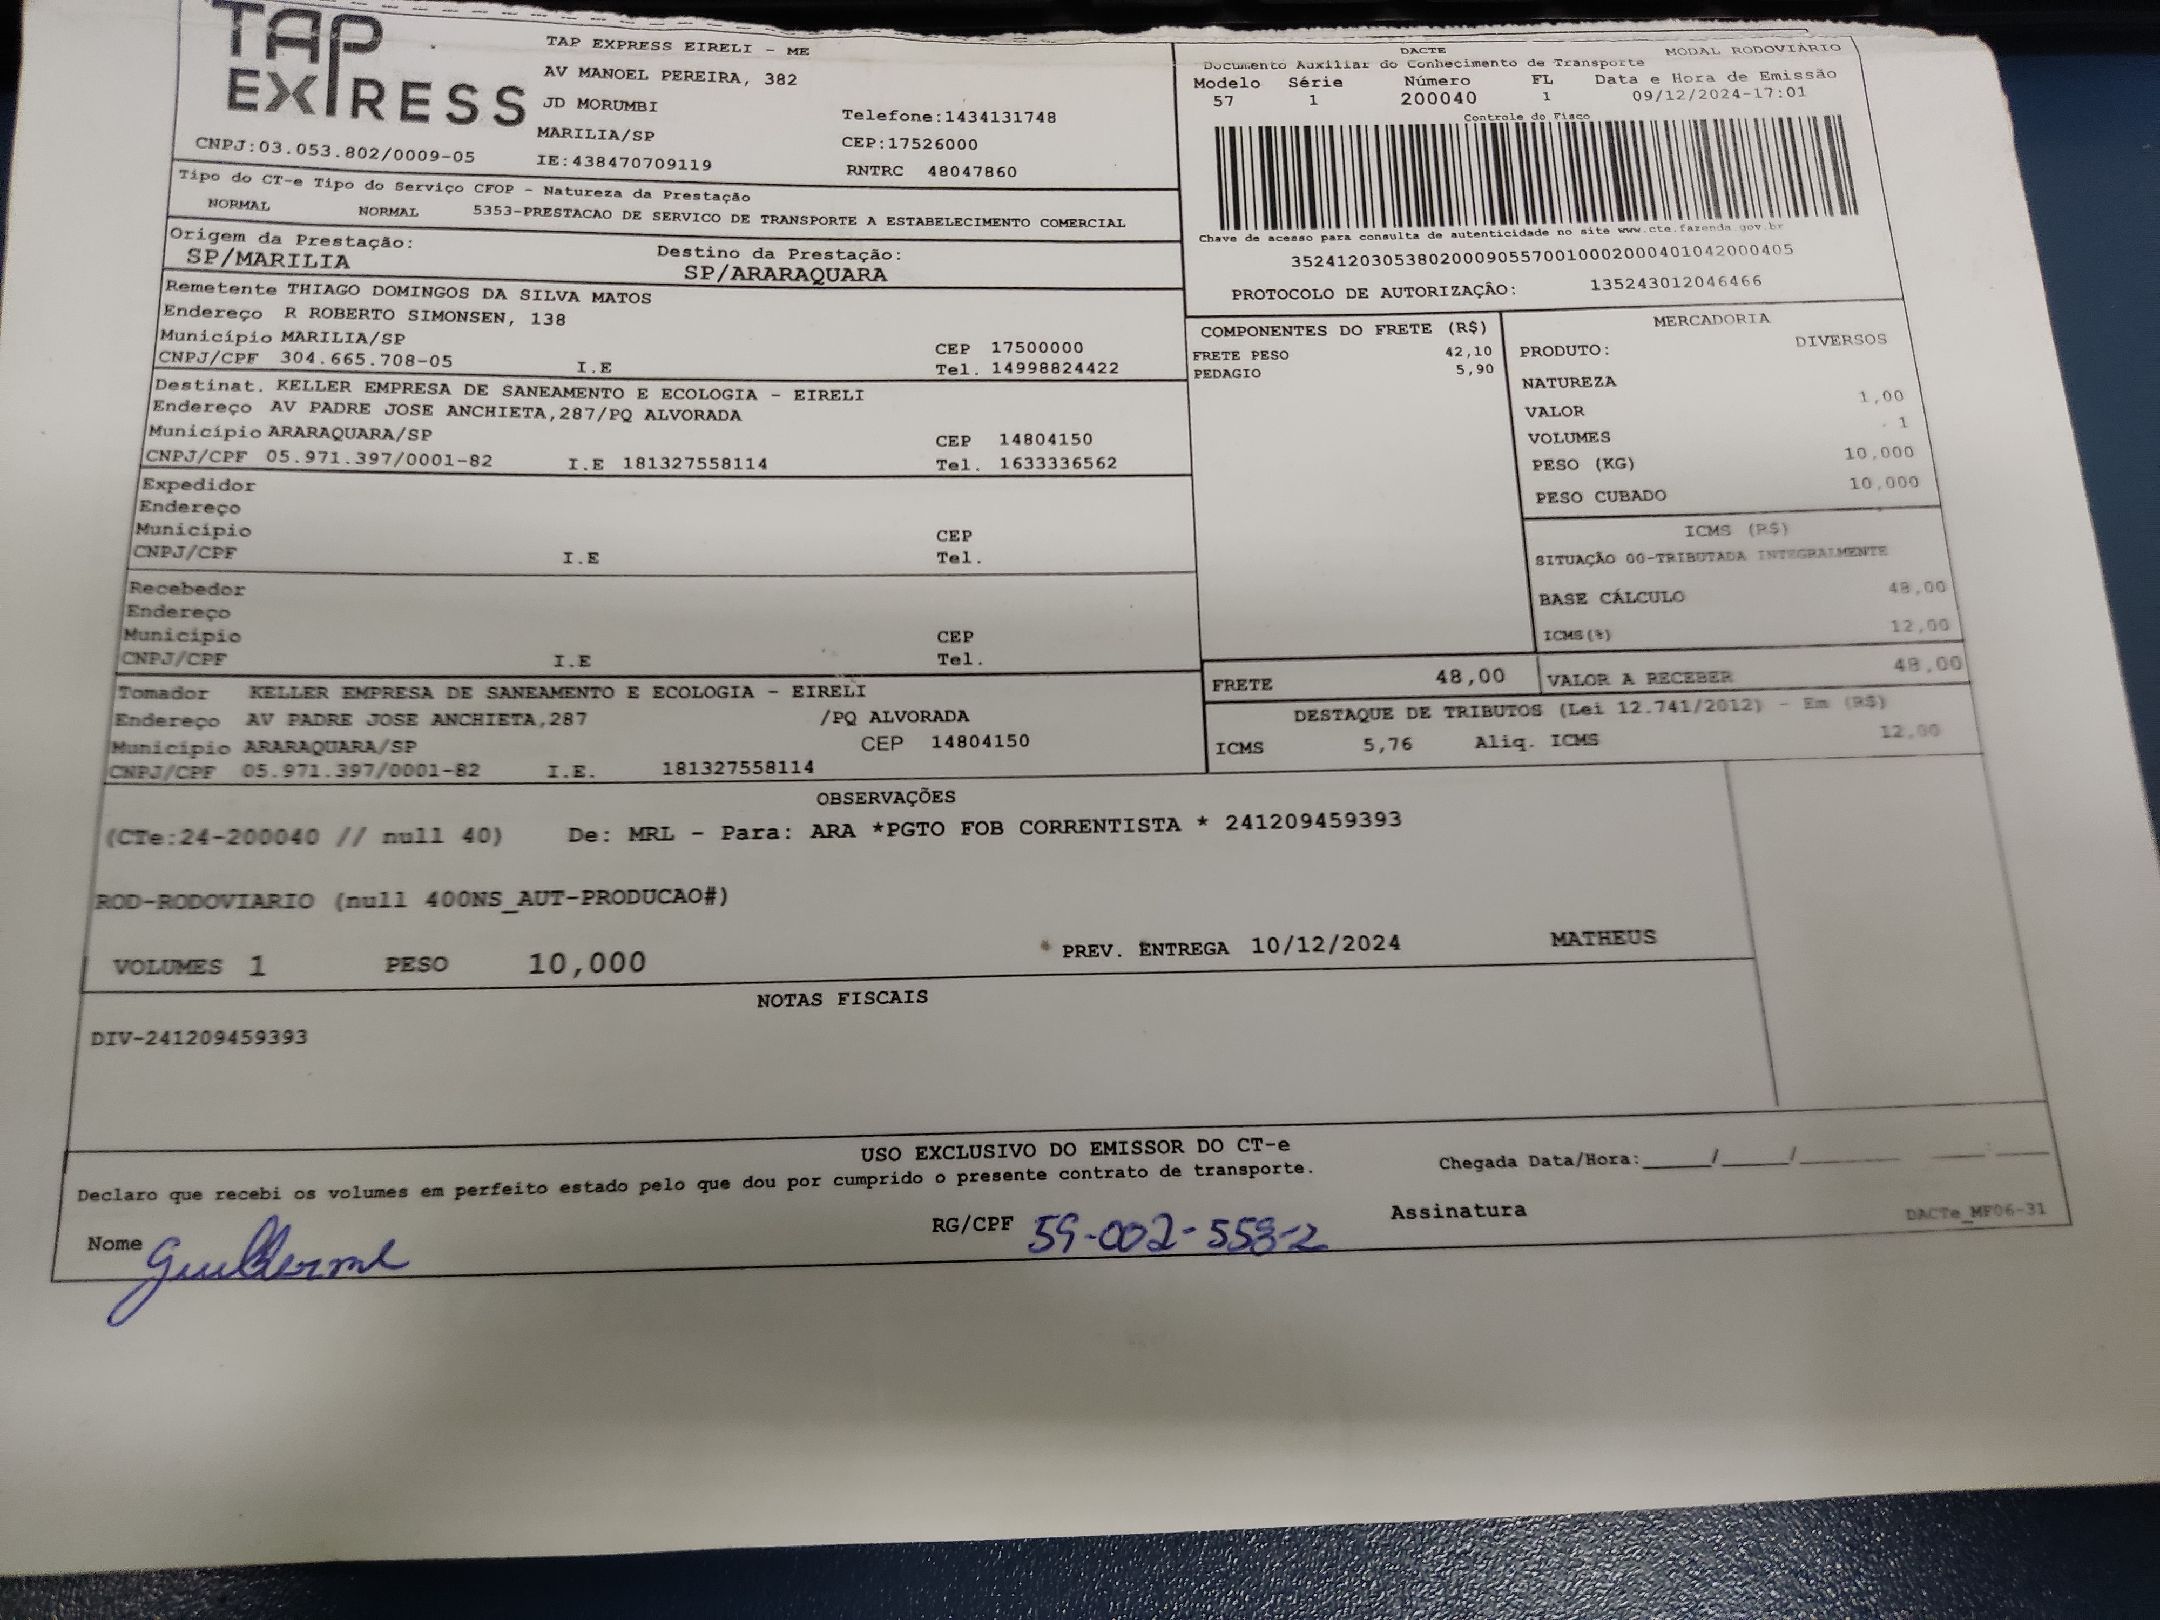 TAP EXPRESS
TAP EXPRESS EIRELI - ME
AV MANOEL PEREIRA, 382
JD MORUMBI
MARILIA/SP
Telefone:1434131748
CEP:17526000
CNPJ:03.053.802/0009-05
IE:438470709119
RNTRC 48047860
Tipo do CT-e Tipo do Serviço CFOP - Natureza da Prestação
NORMAL NORMAL 5353-PRESTACAO DE SERVICO DE TRANSPORTE A ESTABELECIMENTO COMERCIAL
Origem da Prestação:
SP/MARILIA
Destino da Prestação:
SP/ARARAQUARA
DACTE
MODAL RODOVIÁRIO
Documento Auxiliar do Conhecimento de Transporte
Modelo Série Número FL Data e Hora de Emissão
57 1 200040 1 09/12/2024-17:01
Controle do Fisco
Chave de acesso para consulta de autenticidade no site www.cte.fazenda.gov.br
35241203053802000905570010002000401042000405
PROTOCOLO DE AUTORIZAÇÃO: 135243012046466
Remetente THIAGO DOMINGOS DA SILVA MATOS
Endereço R ROBERTO SIMONSEN, 138
Município MARILIA/SP CEP 17500000
CNPJ/CPF 304.665.708-05 I.E Tel. 14998824422
Destinat. KELLER EMPRESA DE SANEAMENTO E ECOLOGIA - EIRELI
Endereço AV PADRE JOSE ANCHIETA,287/PQ ALVORADA
Município ARARAQUARA/SP CEP 14804150
CNPJ/CPF 05.971.397/0001-82 I.E 181327558114 Tel. 1633336562
Expedidor
Endereço
Município CEP
CNPJ/CPF I.E Tel.
Recebedor
Endereço
Município CEP
CNPJ/CPF I.E Tel.
Tomador KELLER EMPRESA DE SANEAMENTO E ECOLOGIA - EIRELI
Endereço AV PADRE JOSE ANCHIETA,287 /PQ ALVORADA
Município ARARAQUARA/SP CEP 14804150
CNPJ/CPF 05.971.397/0001-82 I.E. 181327558114
COMPONENTES DO FRETE (R$)
FRETE PESO 42,10
PEDAGIO 5,90
MERCADORIA
PRODUTO: DIVERSOS
NATUREZA
VALOR 1,00
VOLUMES 1
PESO (KG) 10,000
PESO CUBADO 10,000
ICMS (R$)
SITUAÇÃO 00-TRIBUTADA INTEGRALMENTE
BASE CÁLCULO 48,00
ICMS(%) 12,00
FRETE 48,00 VALOR A RECEBER 48,00
DESTAQUE DE TRIBUTOS (Lei 12.741/2012) - Em (R$)
ICMS 5,76 Aliq. ICMS 12,00
OBSERVAÇÕES
(CTe:24-200040 // null 40) De: MRL - Para: ARA *PGTO FOB CORRENTISTA * 241209459393
ROD-RODOVIARIO (null 400NS_AUT-PRODUCAO#)
VOLUMES 1 PESO 10,000 * PREV. ENTREGA 10/12/2024 MATHEUS
NOTAS FISCAIS
DIV-241209459393
USO EXCLUSIVO DO EMISSOR DO CT-e
Declaro que recebi os volumes em perfeito estado pelo que dou por cumprido o presente contrato de transporte.
Chegada Data/Hora:_____/_____/_______ ____:____
Nome Guilherme RG/CPF 59-002-558-2 Assinatura
DACTe_MF06-31